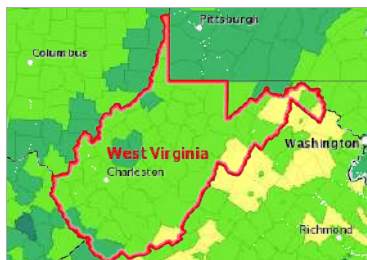 Pittsburgh
Columbus
Washington
West Virginia
Charleston
Richmond